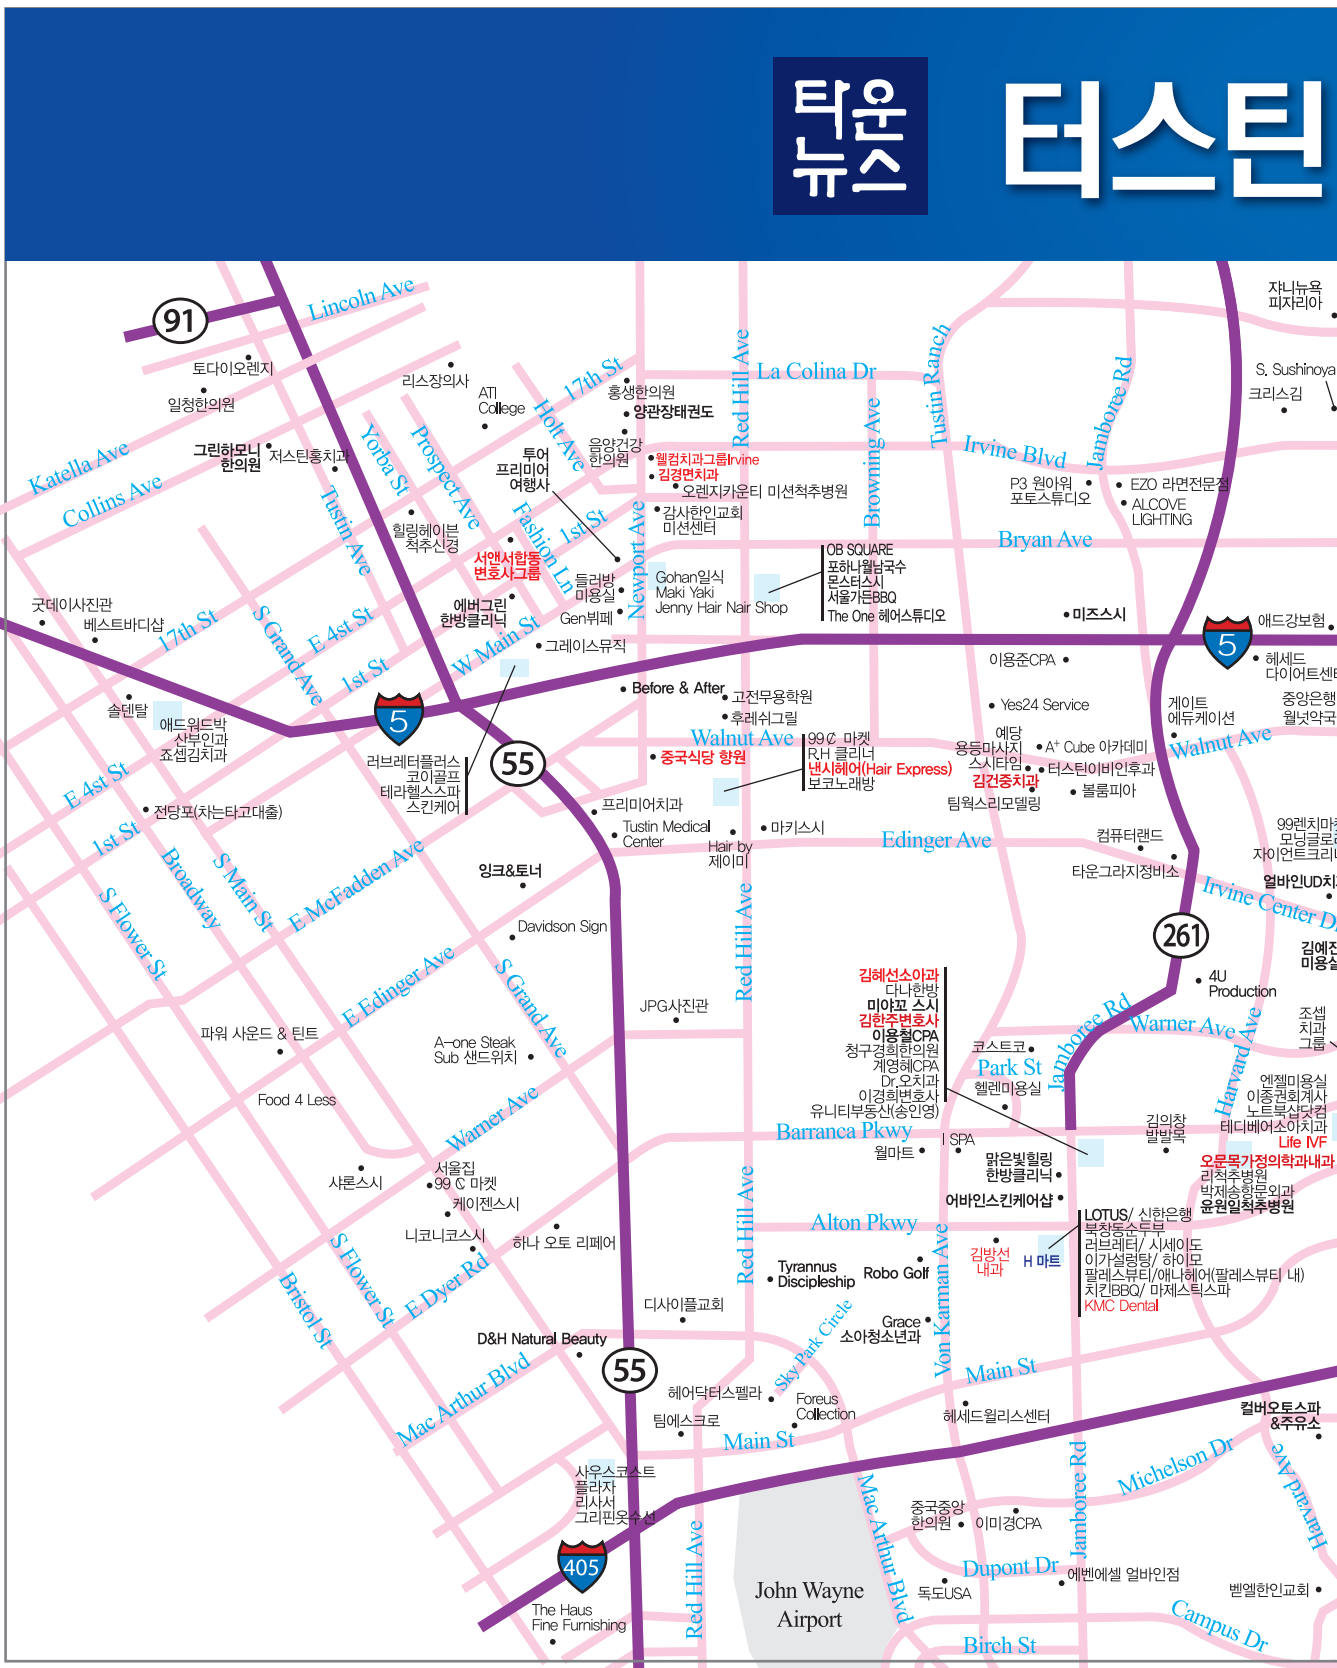 타운
뉴스
터스틴
91
Lincoln Ave
토다이오렌지
일청한의원
리스장의사
ATI
College
17th St
홍생한의원
양관장태권도
Red Hill Ave
La Colina Dr
Tustin Ranch
Jamboree Rd
쟈니뉴욕
피자리아
S. Sushinoya
크리스김
Katella Ave
Collins Ave
그린하모니
한의원
저스틴홍치과
Yorba St
Prospect Ave
Holt Ave
투어
프리미어
여행사
음양건강
한의원
웰컴치과그룹Irvine
김경면치과
오렌지카운티 미션척추병원
감사한인교회
미션센터
Browning Ave
Irvine Blvd
P3 원아워
포토스튜디오
EZO 라면전문점
ALCOVE
LIGHTING
Bryan Ave
Tustin Ave
힐링헤이븐
척추신경
서앤서합동
변호사그룹
Fashion Ln
1st St
Newport Ave
들러방
미용실
Gen뷔페
Gohan일식
Maki Yaki
Jenny Hair Nair Shop
OB SQUARE
포하나월남국수
몬스터스시
서울가든BBQ
The One 헤어스튜디오
굿데이사진관
베스트바디샵
17th St
S Grand Ave
E 4st St
1st St
에버그린
한방클리닉
W Main St
그레이스뮤직
미즈스시
이용준CPA
5
애드강보험
헤세드
솔덴탈
애드워드박
산부인과
죠셉김치과
5
Before & After
고전무용학원
후레쉬그릴
Walnut Ave
중국식당 향원
99￠ 마켓
R.H 클리너
낸시헤어(Hair Express)
보코노래방
Yes24 Service
예당
용등마사지
스시타임
김건중치과
팀웍스리모델링
A+ Cube 아카데미
터스틴이비인후과
볼룸피아
게이트
에듀케이션
중앙은행
월넛약국
Walnut Ave
러브레터플러스
코이골프
테라헬스스파
스킨케어
55
E 4st St
1st St
전당포(차는타고대출)
프리미어치과
Tustin Medical
Center
Hair by
제이미
마키스시
Edinger Ave
컴퓨터랜드
타운그라지정비소
Irvine Center
S Flower St
Broadway
S Main St
E McFadden Ave
잉크&토너
Davidson Sign
Red Hill Ave
261
4U
Production
E Edinger Ave
S Grand Ave
JPG사진관
김혜선소아과
다나한방
미야꼬 스시
김한주변호사
이용철CPA
청구경희한의원
계영혜CPA
Dr.오치과
이경희변호사
유니티부동산(송인영)
코스트코
Park St
헬렌미용실
Jamboree Rd
Warner Ave
Harvard Ave
조셉
치과
그룹
파워 사운드 & 틴트
A-one Steak
Sub 샌드위치
Food 4 Less
Warner Ave
Barranca Pkwy
월마트
I SPA
맑은빛힐링
한방클리닉
어바인스킨케어샵
김의창
발발목
엔젤미용실
이종권회계사
노트북샵닷컴
테디베어소아치과
Life IVF
오문목가정의학과내과
리척추병원
박제송항문외과
윤원일척추병원
샤론스시
서울집
99 ￠ 마켓
케이젠스시
니코니코스시
하나 오토 리페어
Red Hill Ave
Alton Pkwy
Von Karman Ave
김방선
내과
H 마트
LOTUS/ 신한은행
북창동순두부
러브레터/ 시세이도
이가설렁탕/ 하이모
팔레스뷰티/애나헤어(팔레스뷰티 내)
치킨BBQ/ 마제스틱스파
KMC Dental
S Flower St
Bristol St
E Dyer Rd
Tyrannus
Discipleship
Robo Golf
Grace
소아청소년과
디사이플교회
D&H Natural Beauty
Mac Arthur Blvd
55
Sky Park Circle
헤어닥터스펠라
팀에스크로
Foreus
Collection
Main St
Main St
헤세드윌리스센터
컬버오토스파
&주유소
사우스코스트
플라자
리사서
그리핀옷수선
405
The Haus
Fine Furnishing
Red Hill Ave
John Wayne
Airport
Mac Arthur Blvd
중국중앙
한의원
이미경CPA
Jamboree Rd
Michelson Dr
Harvard Ave
Dupont Dr
독도USA
에벤에셀 얼바인점
벧엘한인교회
Campus Dr
Birch St